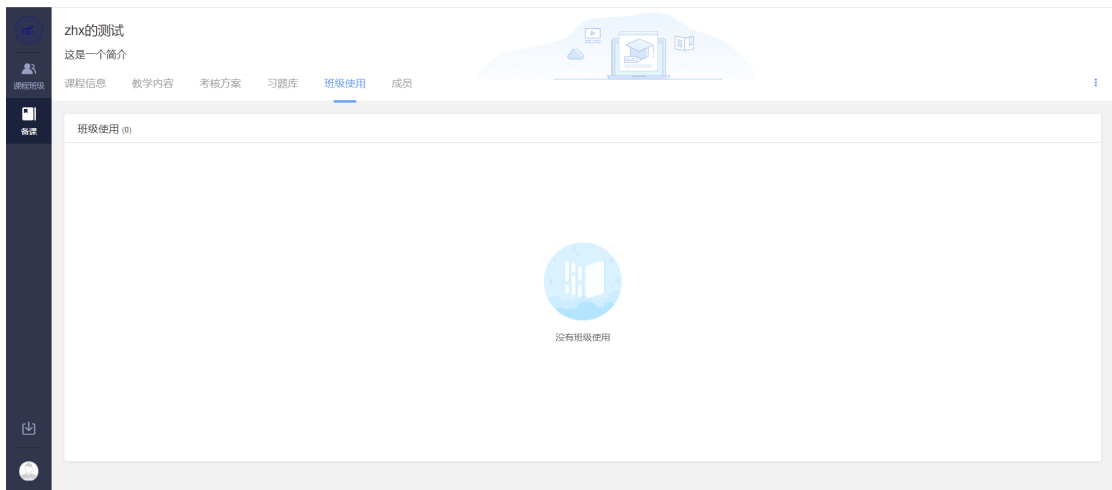 zhx的测试
这是一个简介
课程信息 教学内容 考核方案 习题库 班级使用 成员
课程班级
备课
班级使用 (0)
没有班级使用